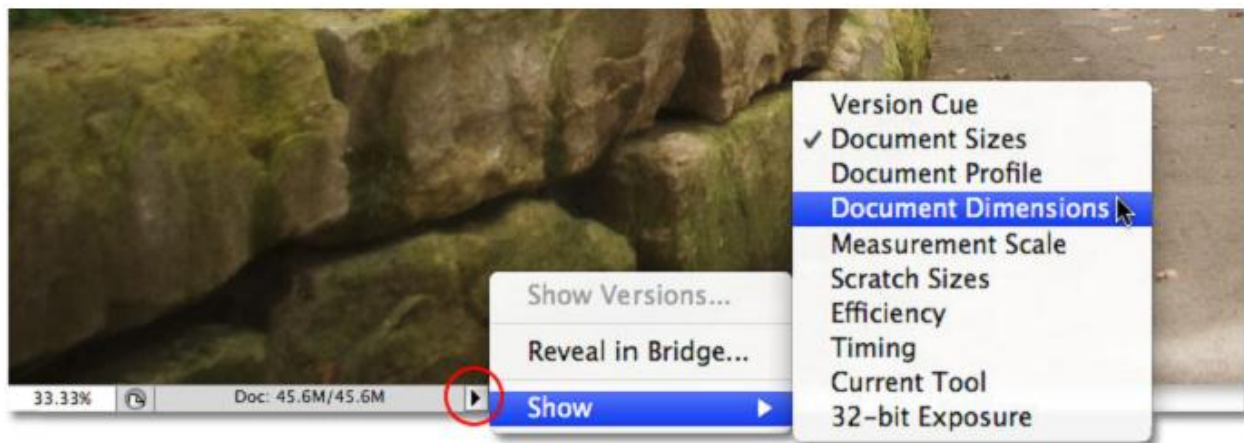 Version Cue
✓ Document Sizes
Document Profile
Document Dimensions
Measurement Scale
Scratch Sizes
Efficiency
Timing
Current Tool
32-bit Exposure
Show Versions...
Reveal in Bridge...
Show
33.33%
Doc: 45.6M/45.6M